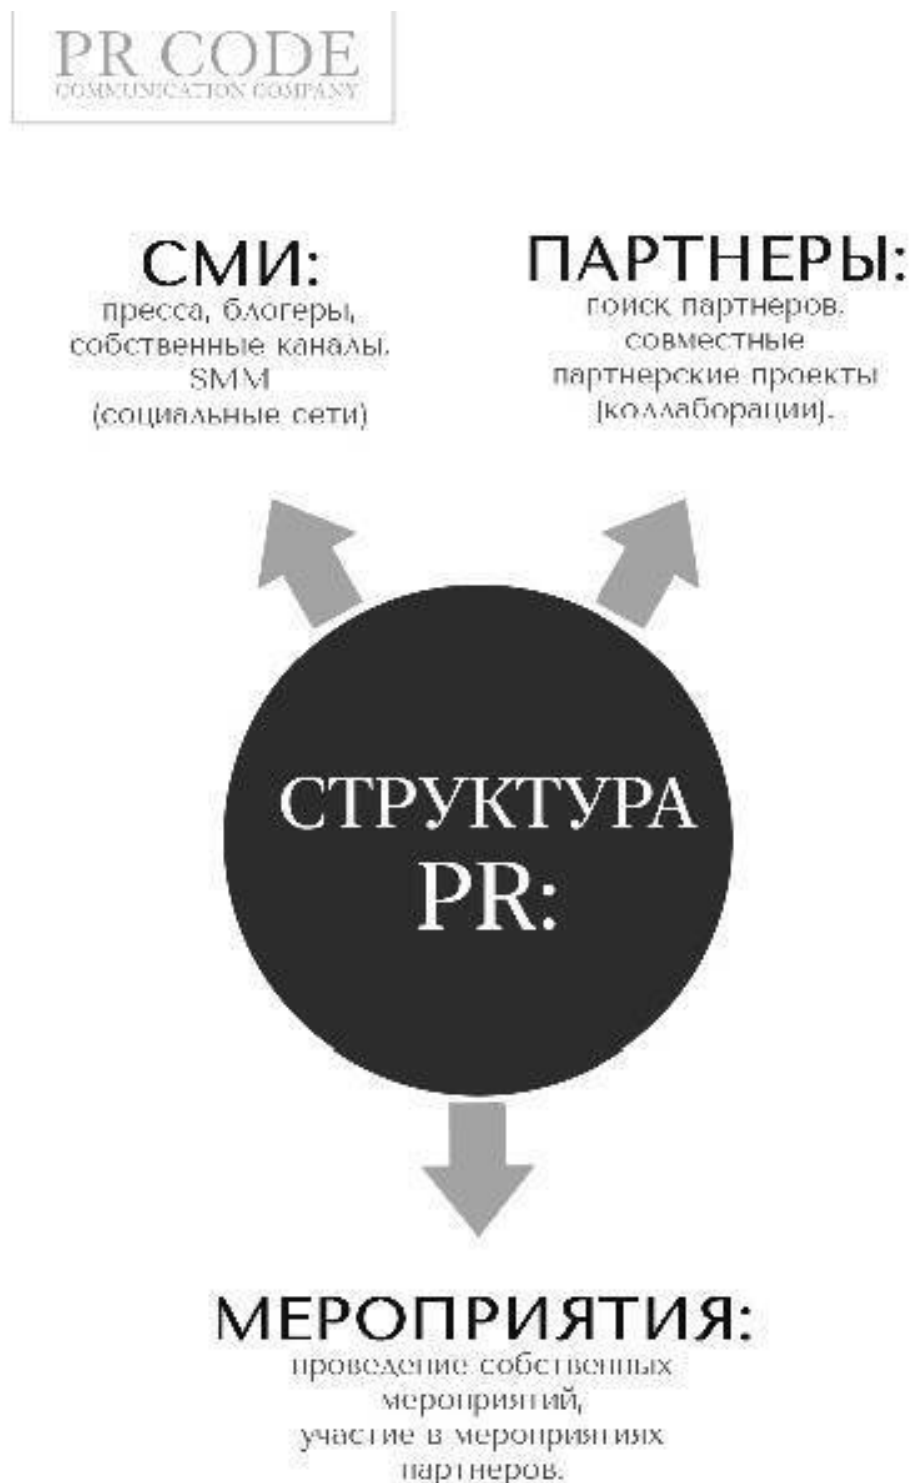 PR CODE
COMMUNICATION COMPANY
СМИ:
пресса, блогеры,
собственные каналы,
SMM
(социальные сети)
ПАРТНЕРЫ:
поиск партнеров,
совместные
партнерские проекты
(коллаборации).
СТРУКТУРА
PR:
МЕРОПРИЯТИЯ:
проведение собственных
мероприятий,
участие в мероприятиях
партнеров.